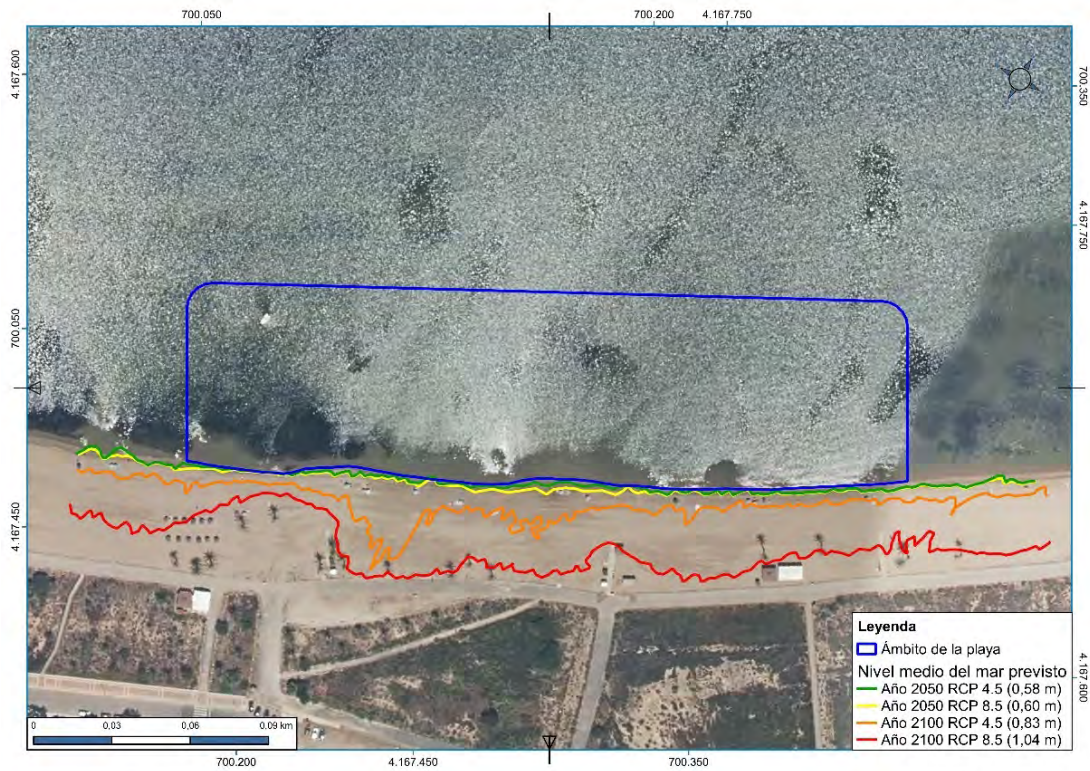 700.050
700.200
4.167.750
4.167.600
700.350
4.167.750
700.050
4.167.450
4.167.600
Leyenda
Ámbito de la playa
Nivel medio del mar previsto
Año 2050 RCP 4.5 (0,58 m)
Año 2050 RCP 8.5 (0,60 m)
Año 2100 RCP 4.5 (0,83 m)
Año 2100 RCP 8.5 (1,04 m)
0 0,03 0,06 0,09 km
700.200
4.167.450
700.350